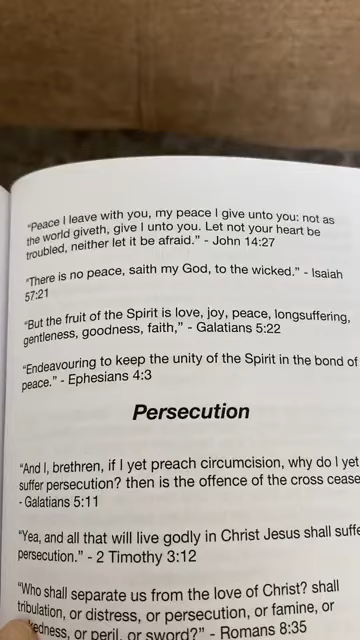 "Peace I leave with you, my peace I give unto you: not as
the world giveth, give I unto you. Let not your heart be
troubled, neither let it be afraid." - John 14:27
"There is no peace, saith my God, to the wicked." - Isaiah
57:21
"But the fruit of the Spirit is love, joy, peace, longsuffering,
gentleness, goodness, faith," - Galatians 5:22
"Endeavouring to keep the unity of the Spirit in the bond of
peace." - Ephesians 4:3
Persecution
"And I, brethren, if I yet preach circumcision, why do I yet
suffer persecution? then is the offence of the cross cease
- Galatians 5:11
"Yea, and all that will live godly in Christ Jesus shall suffe
persecution." - 2 Timothy 3:12
"Who shall separate us from the love of Christ? shall
tribulation, or distress, or persecution, or famine, or
kedness, or peril, or sword?" - Romans 8:35